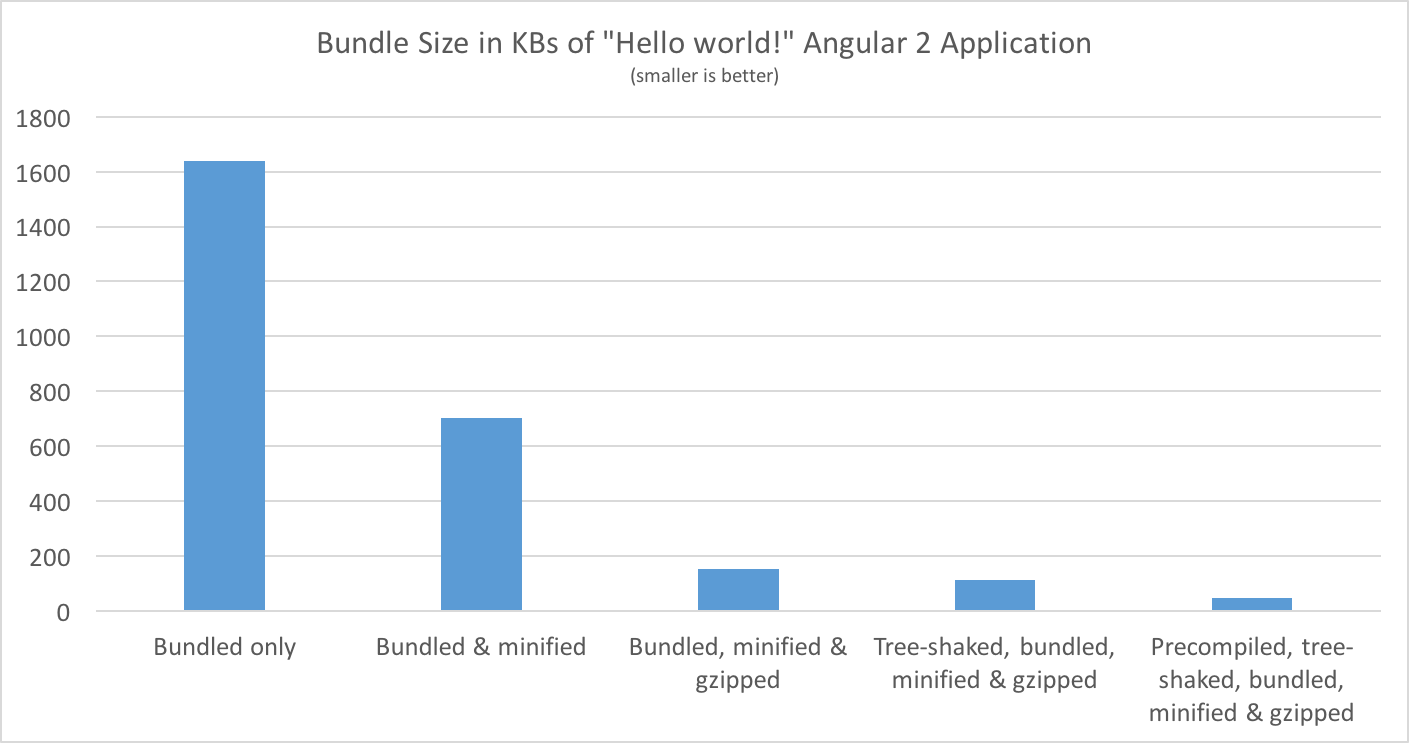 Bundle Size in KBs of "Hello world!" Angular 2 Application
(smaller is better)
1800
1600
1400
1200
1000
800
600
400
200
0
Bundled only
Bundled & minified
Bundled, minified &
gzipped
Tree-shaked, bundled,
minified & gzipped
Precompiled, tree-
shaked, bundled,
minified & gzipped